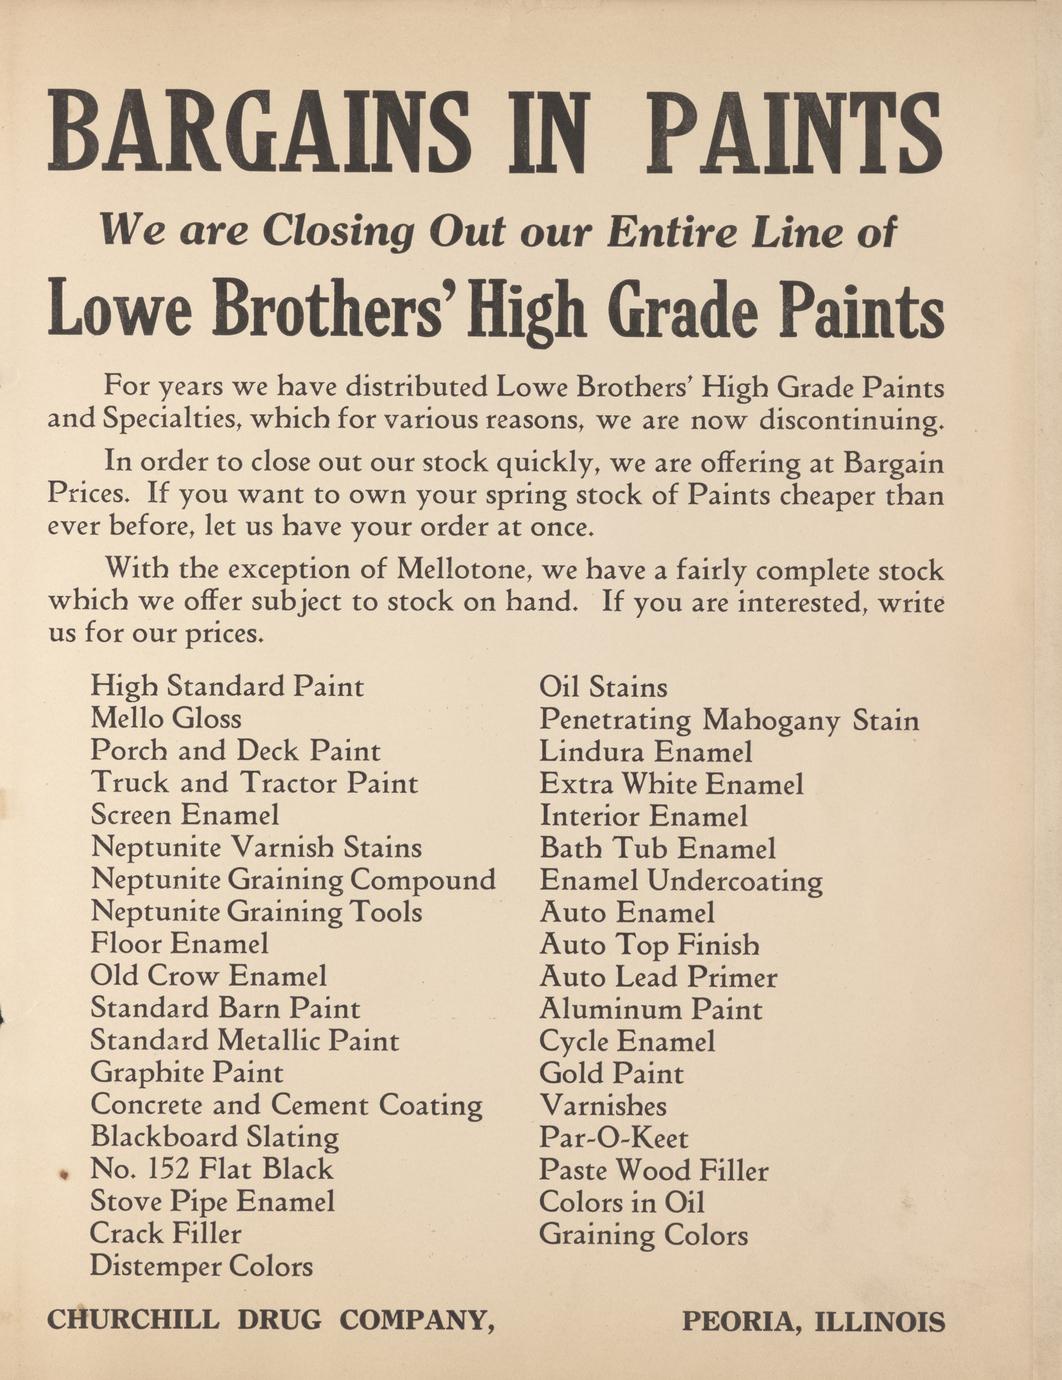 BARGAINS IN PAINTS
We are Closing Out our Entire Line of
Lowe Brothers' High Grade Paints
For years we have distributed Lowe Brothers' High Grade Paints
and Specialties, which for various reasons, we are now discontinuing.
In order to close out our stock quickly, we are offering at Bargain
Prices. If you want to own your spring stock of Paints cheaper than
ever before, let us have your order at once.
With the exception of Mellotone, we have a fairly complete stock
which we offer subject to stock on hand. If you are interested, write
us for our prices.
High Standard Paint
Mello Gloss
Porch and Deck Paint
Truck and Tractor Paint
Screen Enamel
Neptunite Varnish Stains
Neptunite Graining Compound
Neptunite Graining Tools
Floor Enamel
Old Crow Enamel
Standard Barn Paint
Standard Metallic Paint
Graphite Paint
Concrete and Cement Coating
Blackboard Slating
No. 152 Flat Black
Stove Pipe Enamel
Crack Filler
Distemper Colors
Oil Stains
Penetrating Mahogany Stain
Lindura Enamel
Extra White Enamel
Interior Enamel
Bath Tub Enamel
Enamel Undercoating
Auto Enamel
Auto Top Finish
Auto Lead Primer
Aluminum Paint
Cycle Enamel
Gold Paint
Varnishes
Par-O-Keet
Paste Wood Filler
Colors in Oil
Graining Colors
CHURCHILL DRUG COMPANY, PEORIA, ILLINOIS